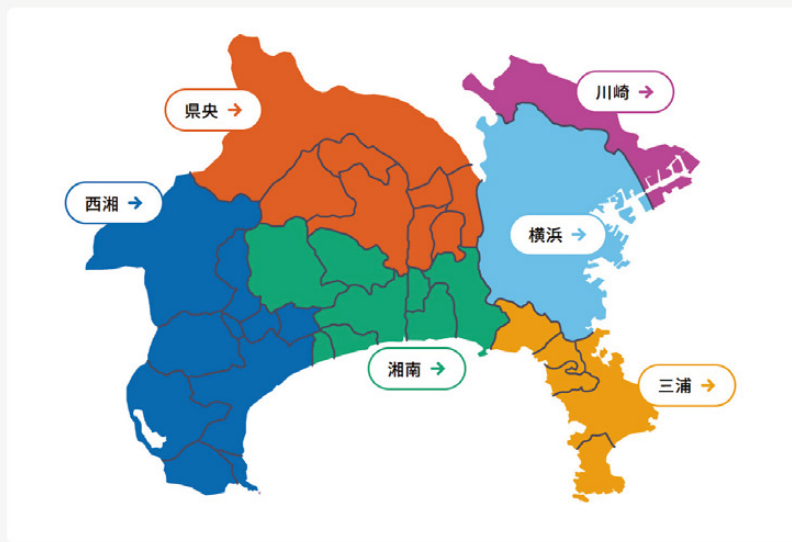 川崎 →
県央 →
西湘 →
横浜 →
湘南 →
三浦 →